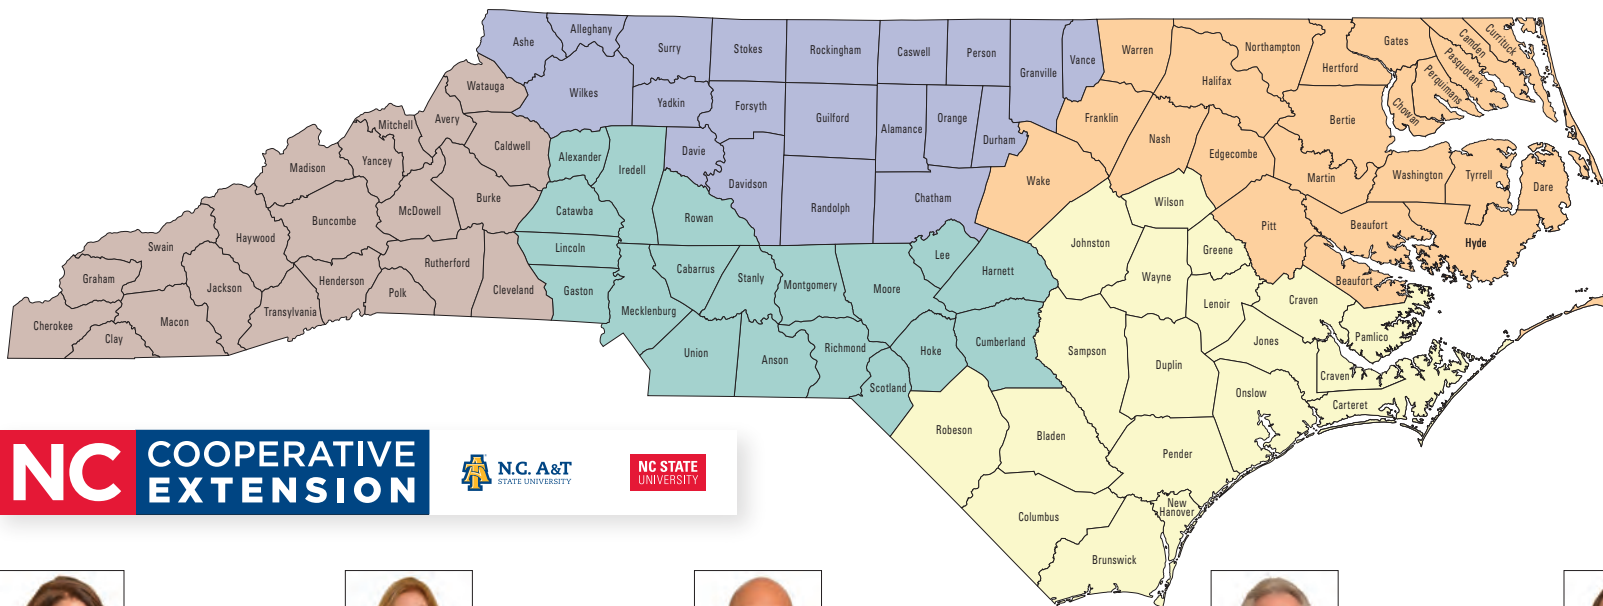 Ashe
Alleghany
Surry
Stokes
Rockingham
Caswell
Person
Granville
Vance
Warren
Northampton
Gates
Camden
Currituck
Pasquotank
Perquimans
Chowan
Hertford
Halifax
Bertie
Watauga
Wilkes
Yadkin
Forsyth
Guilford
Alamance
Orange
Durham
Franklin
Nash
Edgecombe
Martin
Washington
Tyrrell
Dare
Mitchell
Avery
Caldwell
Alexander
Iredell
Davie
Davidson
Randolph
Chatham
Wake
Wilson
Pitt
Beaufort
Hyde
Madison
Yancey
McDowell
Burke
Catawba
Rowan
Lee
Harnett
Johnston
Wayne
Greene
Beaufort
Swain
Haywood
Buncombe
Rutherford
Lincoln
Cabarrus
Stanly
Montgomery
Moore
Lenoir
Craven
Graham
Jackson
Henderson
Polk
Cleveland
Gaston
Mecklenburg
Cherokee
Clay
Macon
Transylvania
Union
Anson
Richmond
Scotland
Hoke
Cumberland
Sampson
Duplin
Jones
Pamlico
Craven
Onslow
Carteret
Robeson
Bladen
Pender
Columbus
New
Hanover
Brunswick
NC
COOPERATIVE
EXTENSION
N.C. A&T
STATE UNIVERSITY
NC STATE
UNIVERSITY